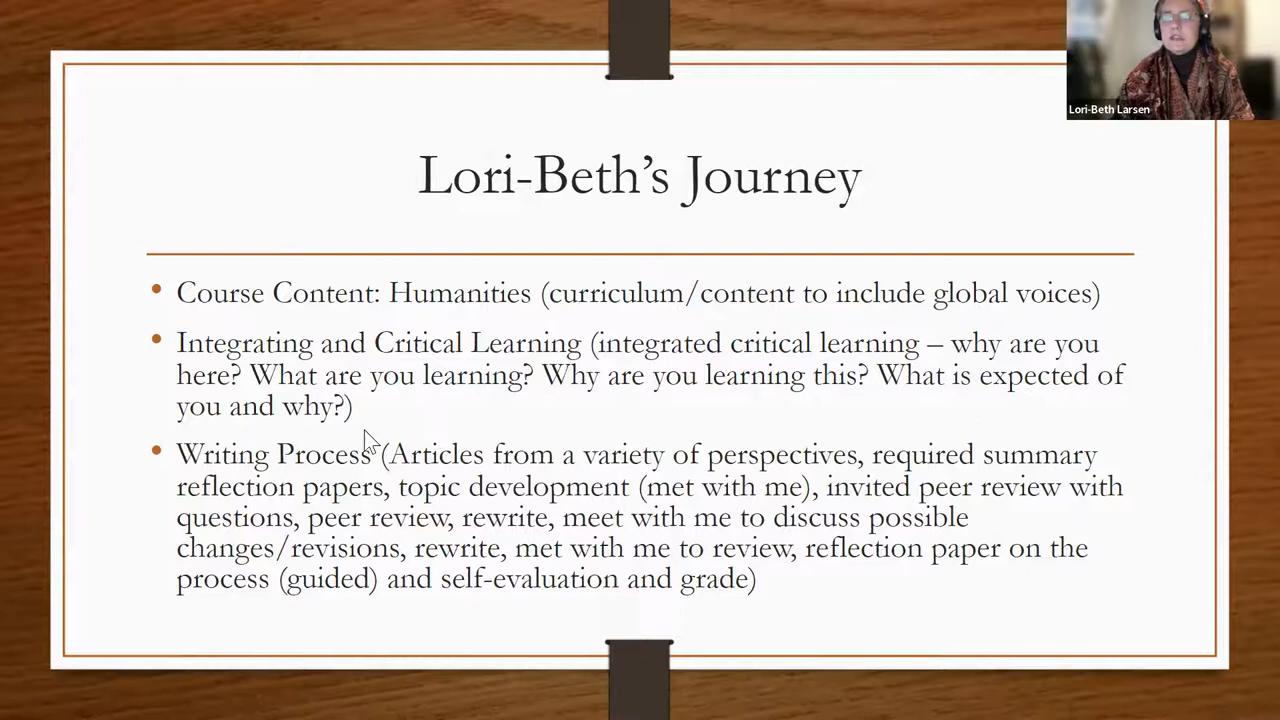 Lori-Beth Larsen
Lori-Beth's Journey
• Course Content: Humanities (curriculum/content to include global voices)
• Integrating and Critical Learning (integrated critical learning – why are you
here? What are you learning? Why are you learning this? What is expected of
you and why?)
• Writing Process (Articles from a variety of perspectives, required summary
reflection papers, topic development (met with me), invited peer review with
questions, peer review, rewrite, meet with me to discuss possible
changes/revisions, rewrite, met with me to review, reflection paper on the
process (guided) and self-evaluation and grade)